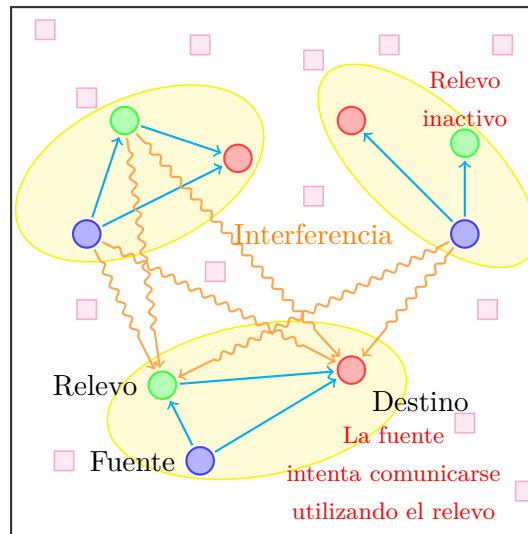 Relevo
inactivo
Interferencia
Relevo
Destino
Fuente
La fuente
intenta comunicarse
utilizando el relevo